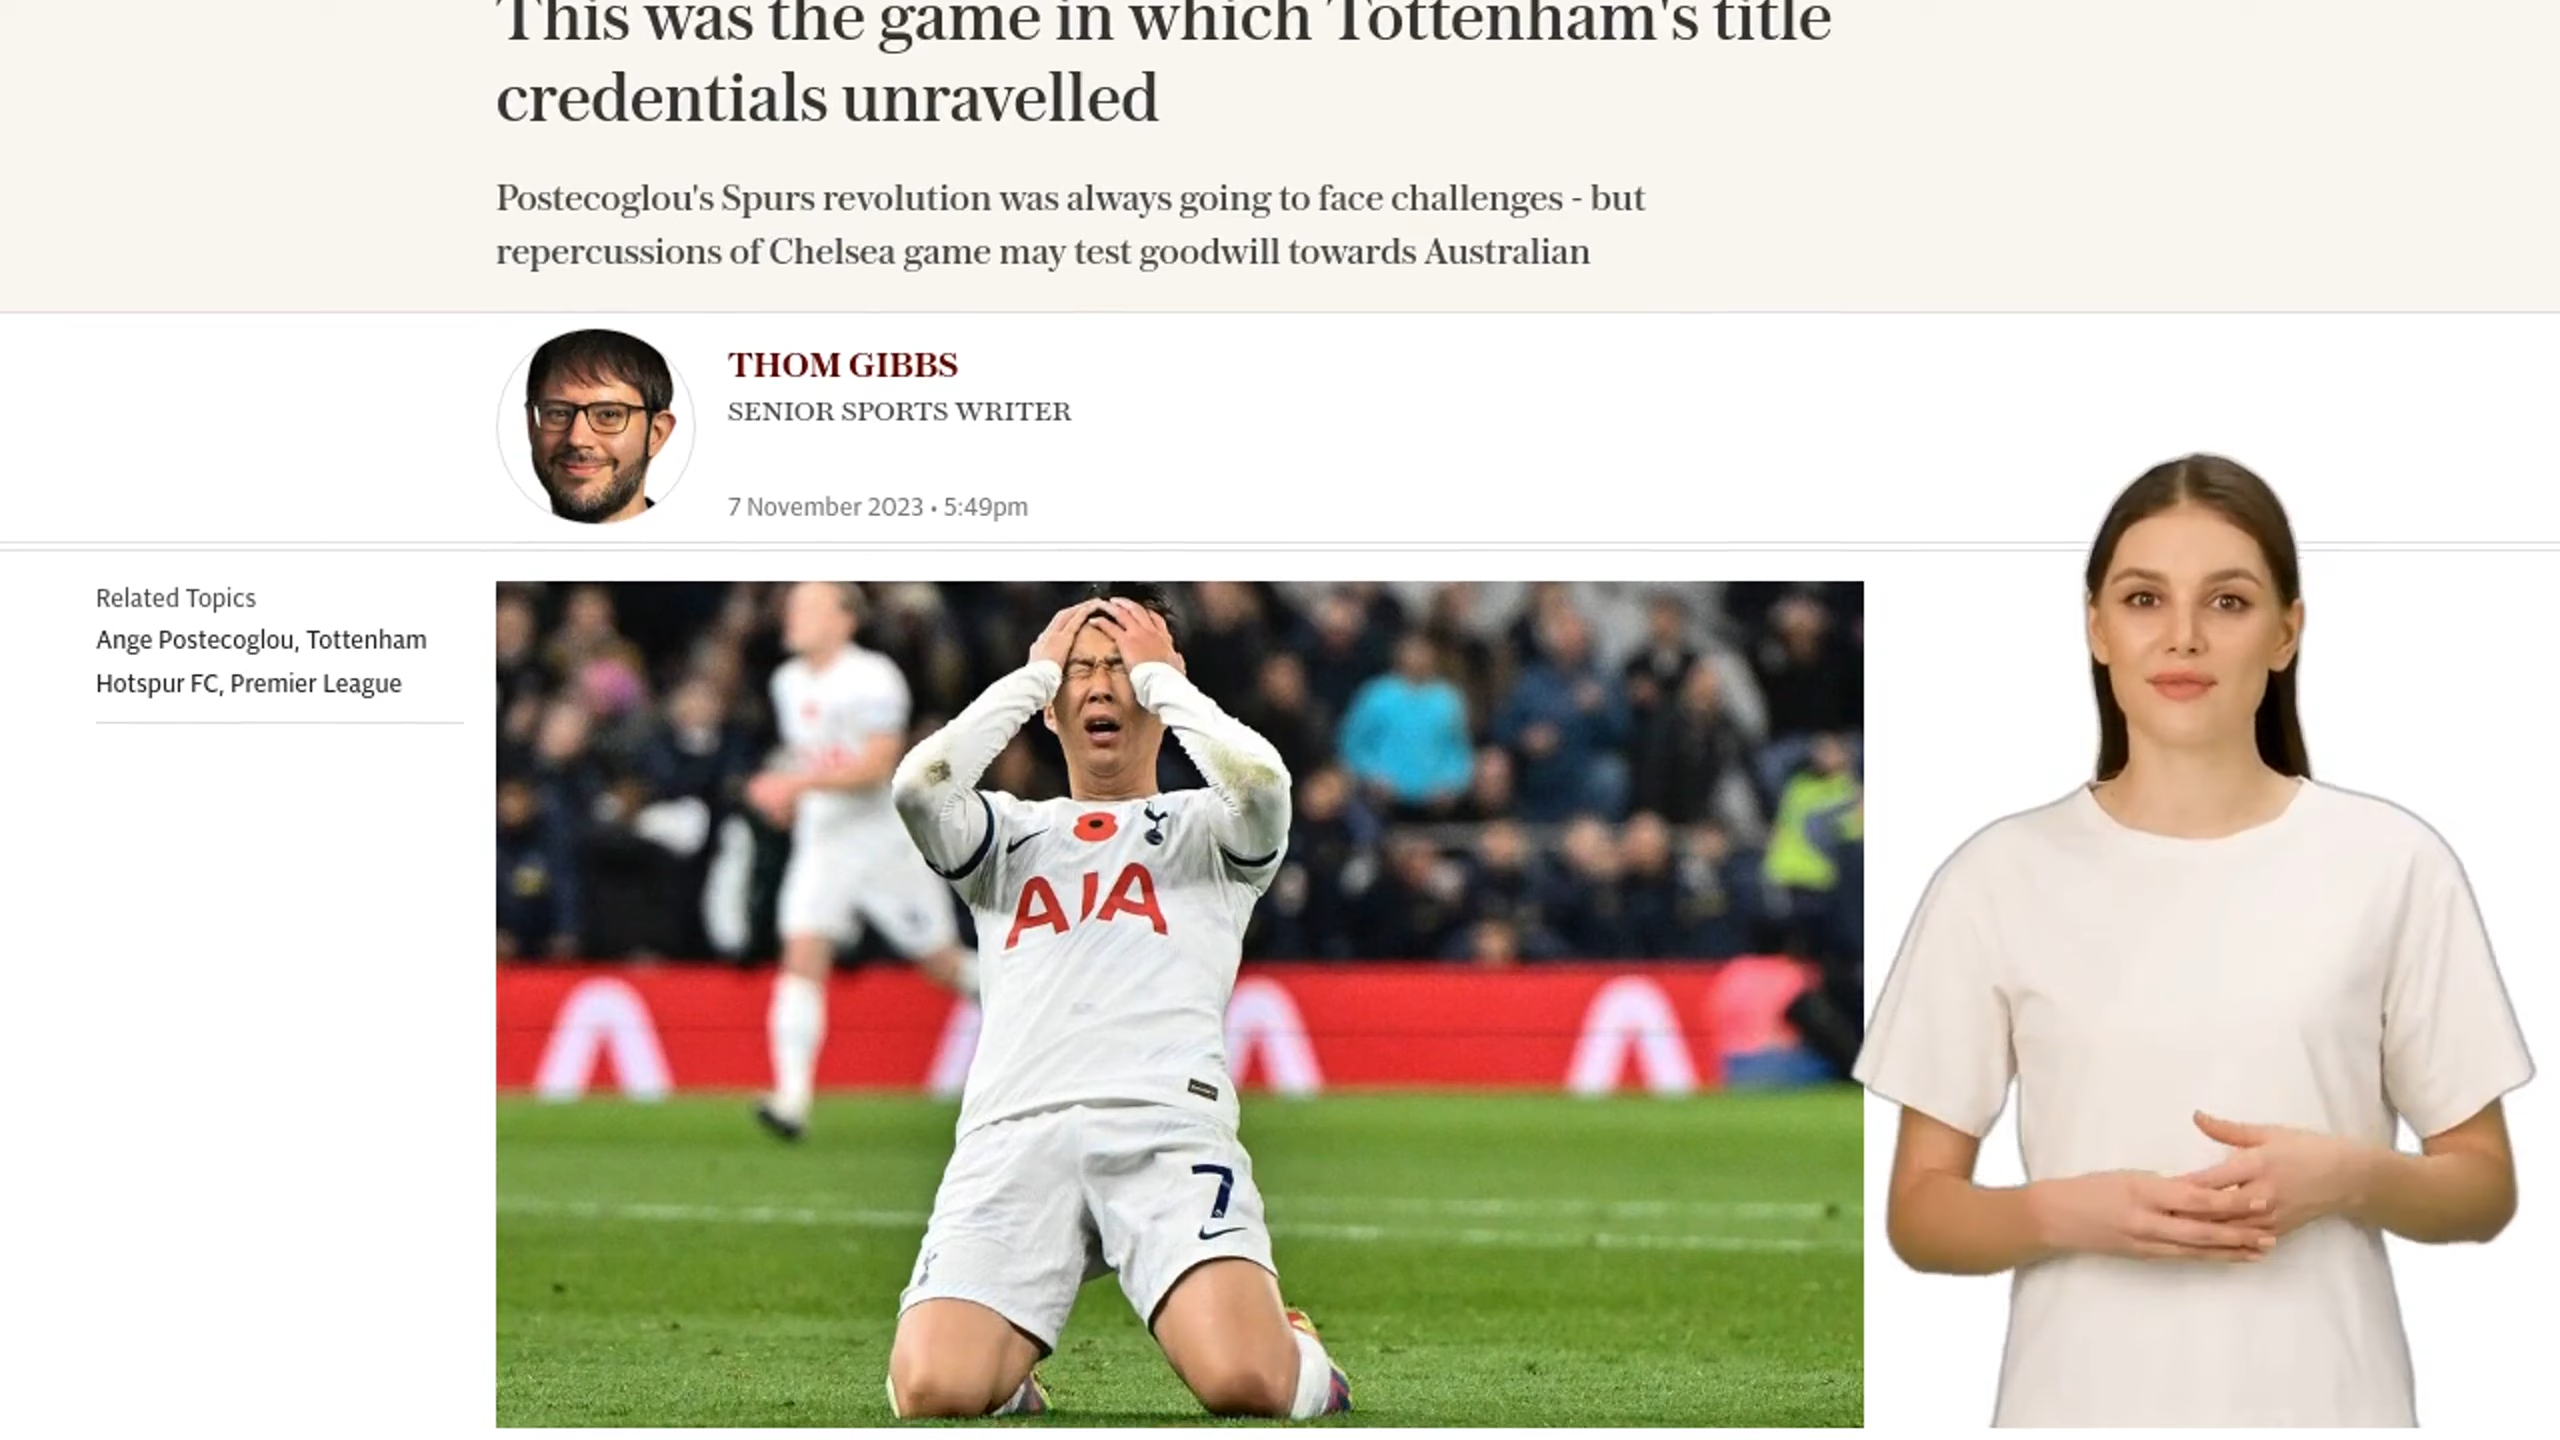 This was the game in which Tottenham's title
credentials unravelled
Postecoglou's Spurs revolution was always going to face challenges - but
repercussions of Chelsea game may test goodwill towards Australian
THOM GIBBS
SENIOR SPORTS WRITER
7 November 2023 • 5:49pm
Related Topics
Ange Postecoglou, Tottenham
Hotspur FC, Premier League
AIA
7